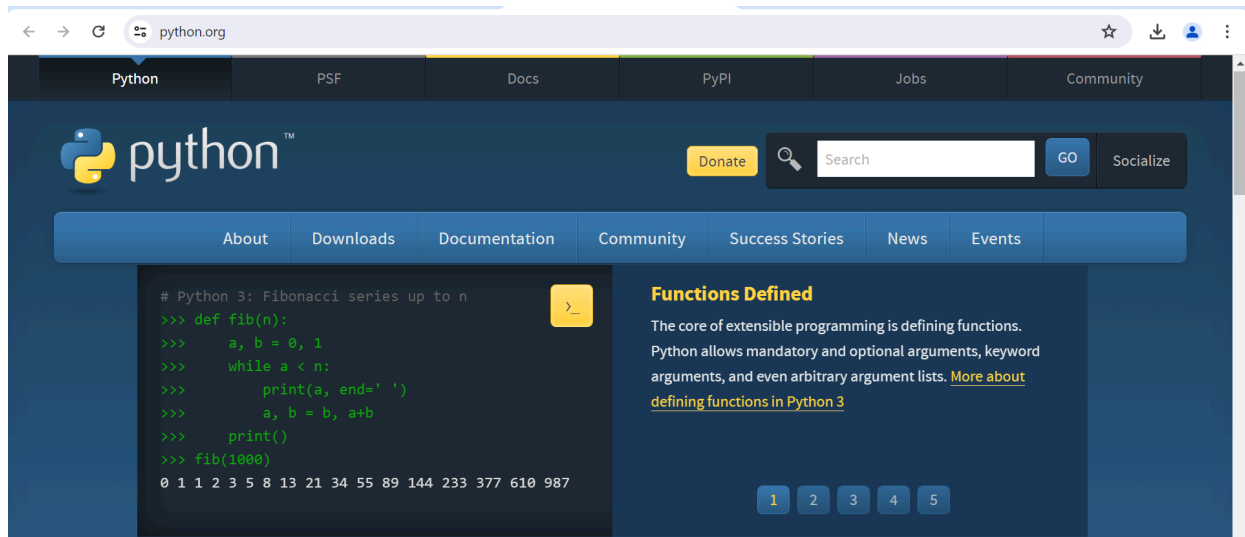 python.org
Python PSF Docs PyPI Jobs Community
python™
Donate Search GO Socialize
About Downloads Documentation Community Success Stories News Events
# Python 3: Fibonacci series up to n
>>> def fib(n):
>>>     a, b = 0, 1
>>>     while a < n:
>>>         print(a, end=' ')
>>>         a, b = b, a+b
>>>     print()
>>> fib(1000)
0 1 1 2 3 5 8 13 21 34 55 89 144 233 377 610 987
>_
Functions Defined
The core of extensible programming is defining functions.
Python allows mandatory and optional arguments, keyword
arguments, and even arbitrary argument lists. More about
defining functions in Python 3
1 2 3 4 5